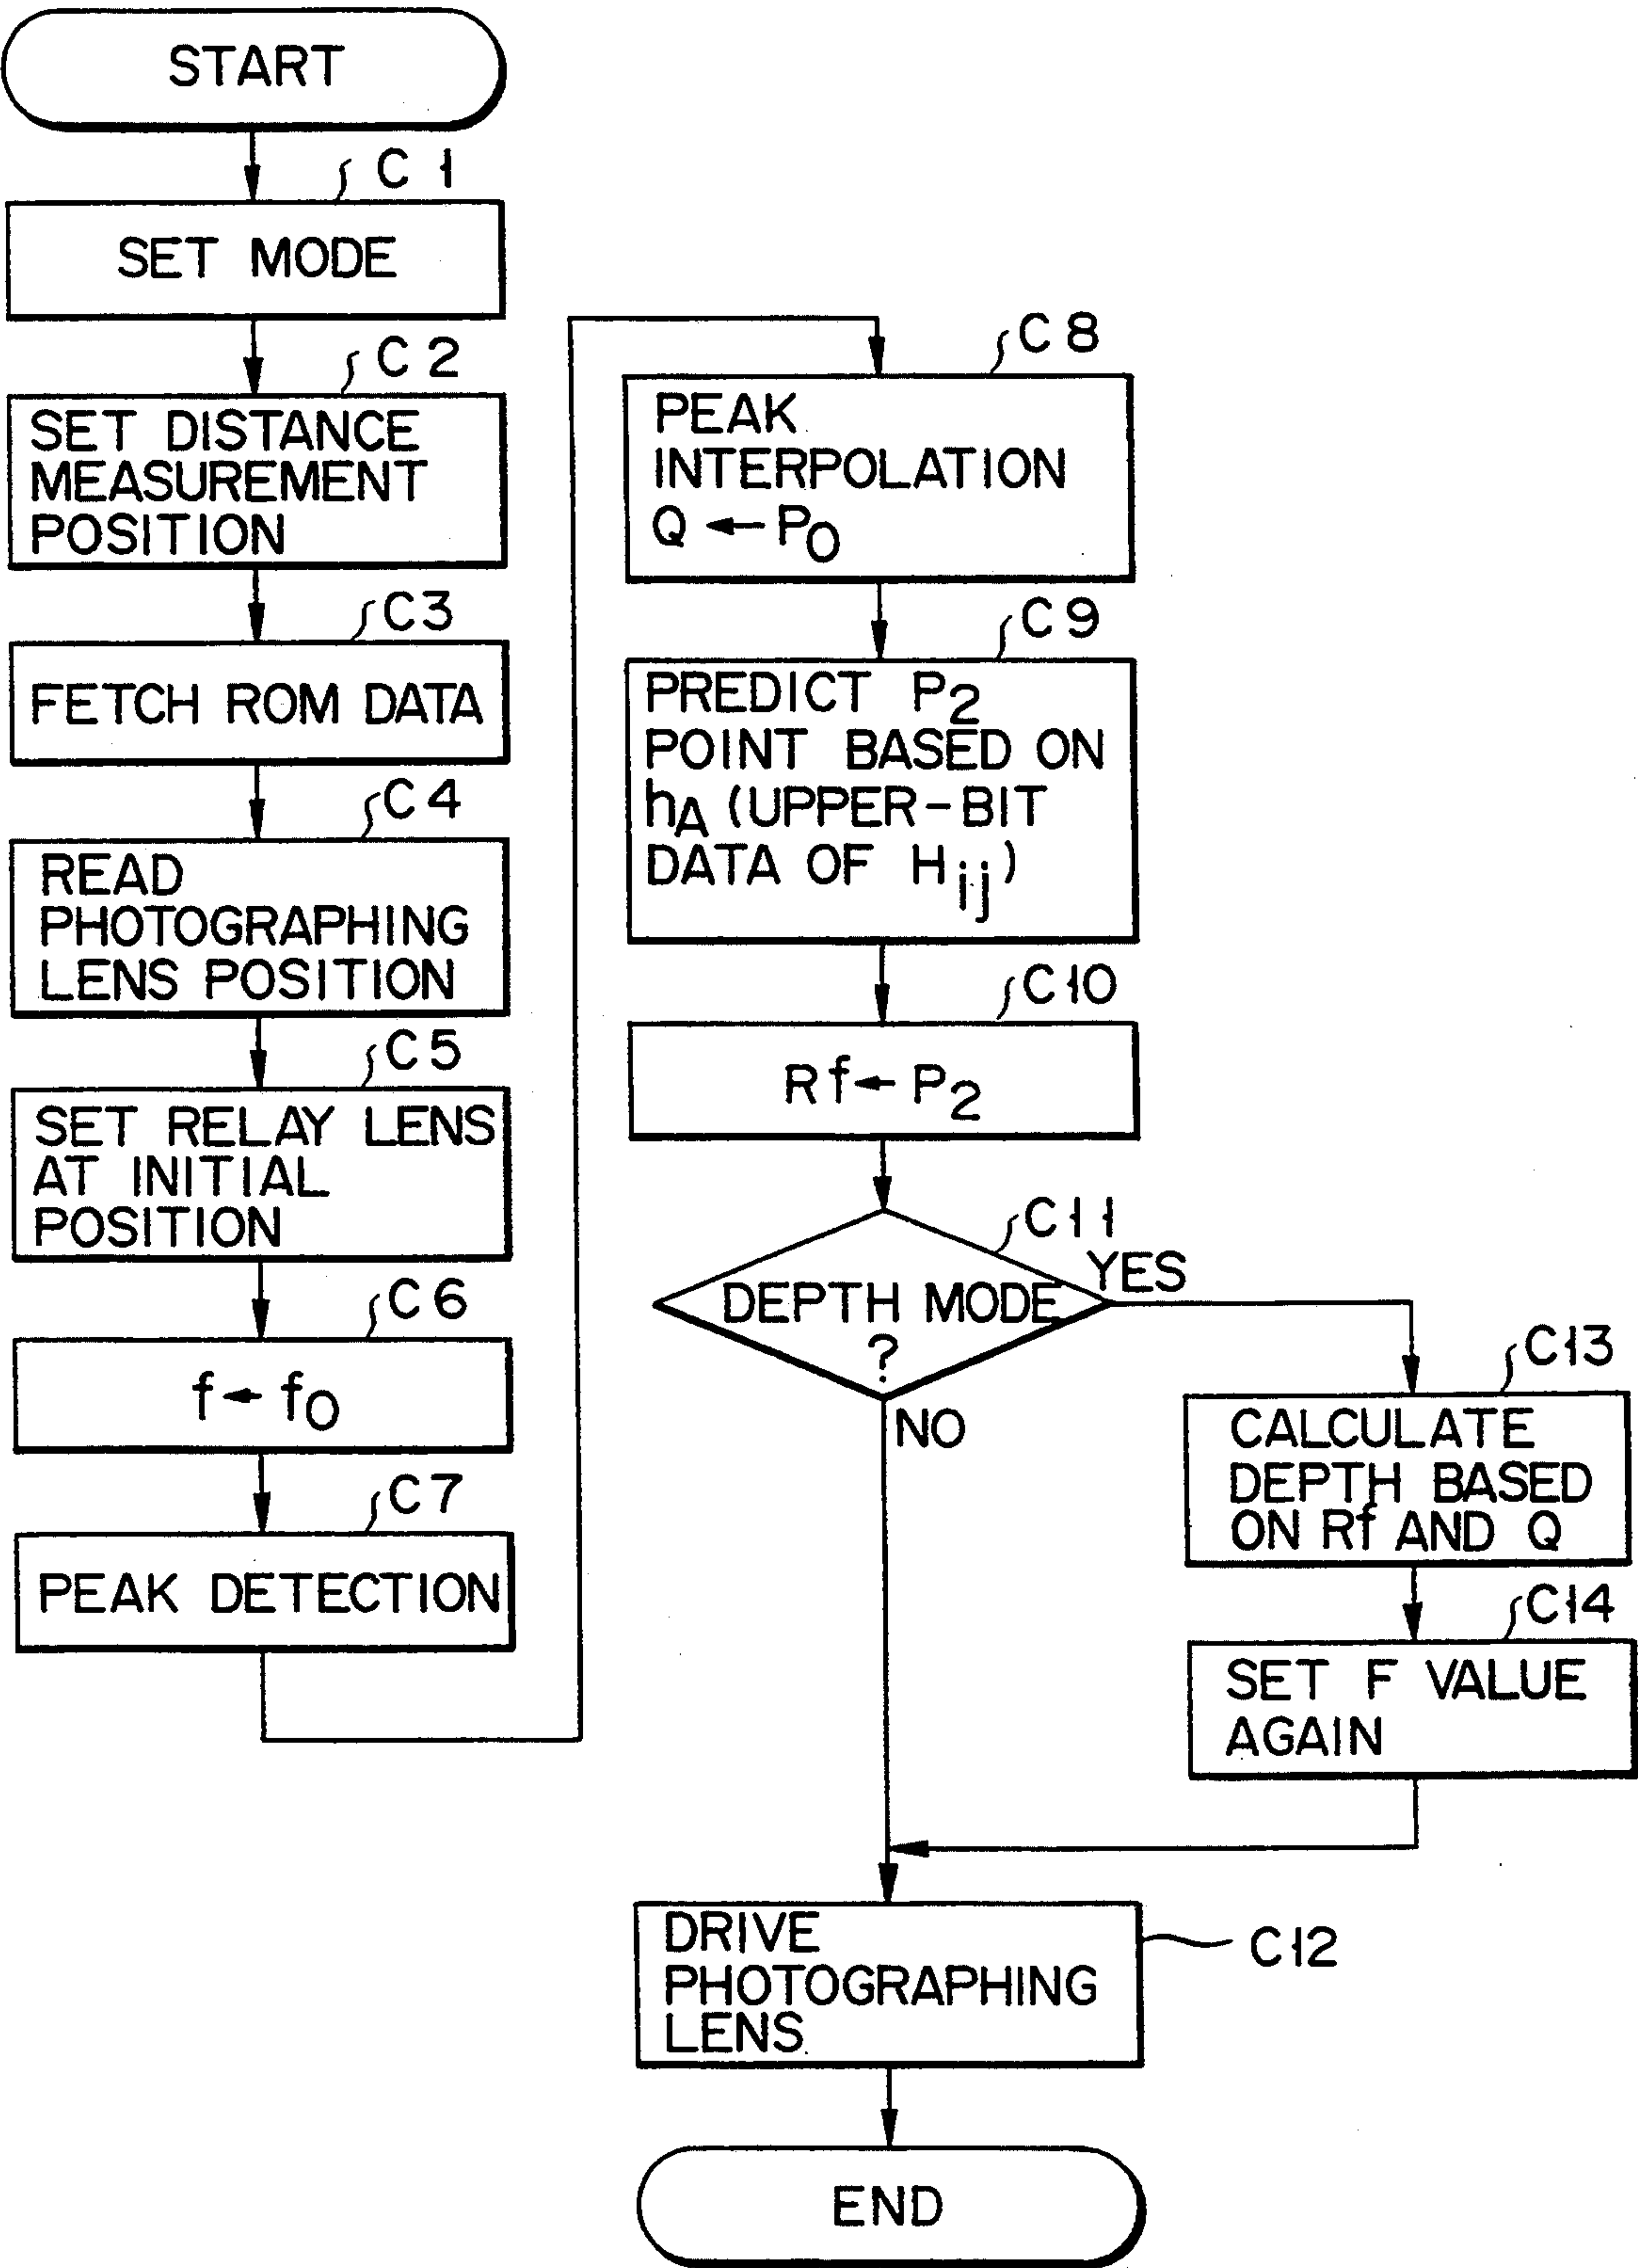 START
C 1
SET MODE
C 2
SET DISTANCE
MEASUREMENT
POSITION
C3
FETCH ROM DATA
C4
READ
PHOTOGRAPHING
LENS POSITION
C5
SET RELAY LENS
AT INITIAL
POSITION
C6
f ← f0
C7
PEAK DETECTION
C8
PEAK
INTERPOLATION
Q ← P0
C9
PREDICT P2
POINT BASED ON
hA (UPPER-BIT
DATA OF Hij)
C10
Rf ← P2
C11
YES
DEPTH MODE
?
NO
C13
CALCULATE
DEPTH BASED
ON Rf AND Q
C14
SET F VALUE
AGAIN
DRIVE
PHOTOGRAPHING
LENS
C12
END